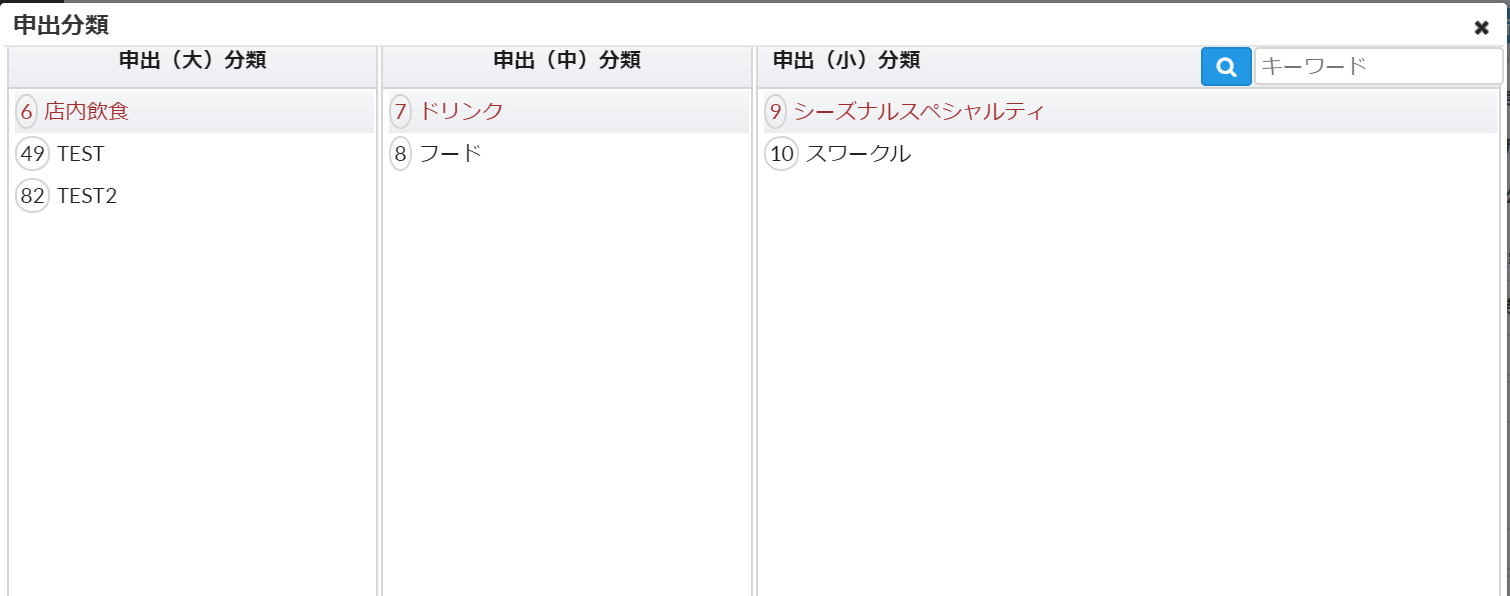 申出分類
申出（大）分類
6 店内飲食
49 TEST
82 TEST2
申出（中）分類
7 ドリンク
8 フード
申出（小）分類
キーワード
9 シーズナルスペシャルティ
10 スワークル